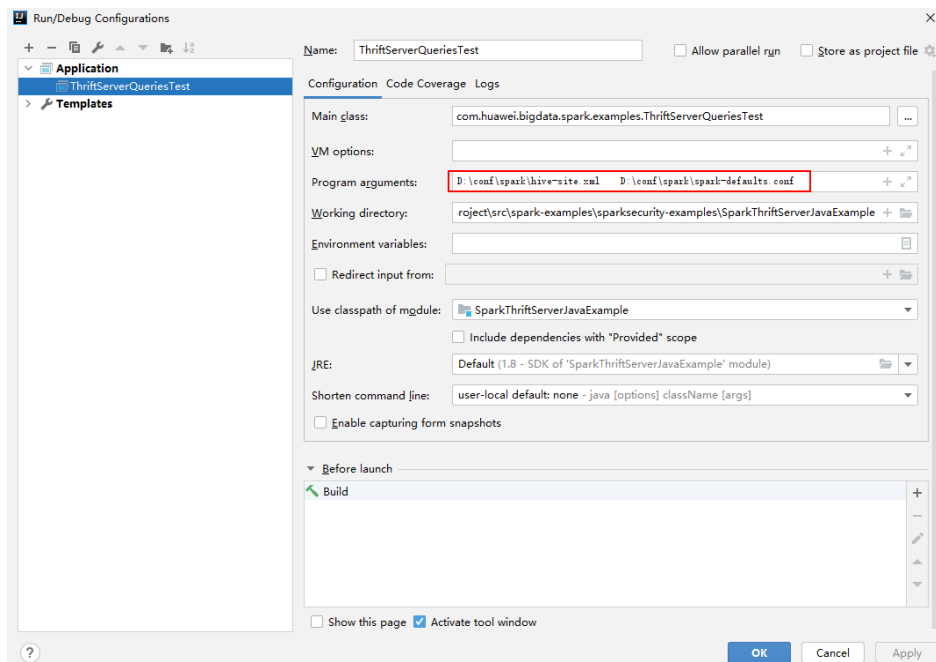 Run/Debug Configurations
Application
ThriftServerQueriesTest
Templates
Name: ThriftServerQueriesTest Allow parallel run Store as project file
Configuration Code Coverage Logs
Main class: com.huawei.bigdata.spark.examples.ThriftServerQueriesTest ...
VM options:
Program arguments: D:\conf\spark\hive-site.xml D:\conf\spark\spark-defaults.conf
Working directory: roject\src\spark-examples\sparksecurity-examples\SparkThriftServerJavaExample
Environment variables:
Redirect input from:
Use classpath of module: SparkThriftServerJavaExample
Include dependencies with "Provided" scope
JRE: Default (1.8 - SDK of 'SparkThriftServerJavaExample' module)
Shorten command line: user-local default: none - java [options] className [args]
Enable capturing form snapshots
Before launch
Build
Show this page Activate tool window
? OK Cancel Apply